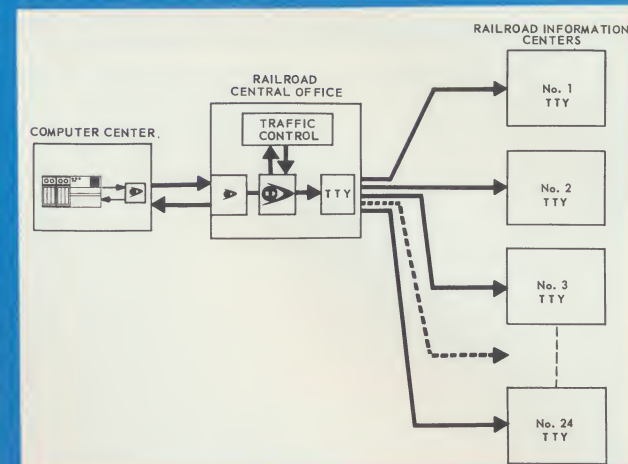 RAILROAD INFORMATION
CENTERS
RAILROAD
CENTRAL OFFICE
TRAFFIC
CONTROL
COMPUTER CENTER.
TTY
No. 1
TTY
No. 2
TTY
No. 3
TTY
No. 24
TTY